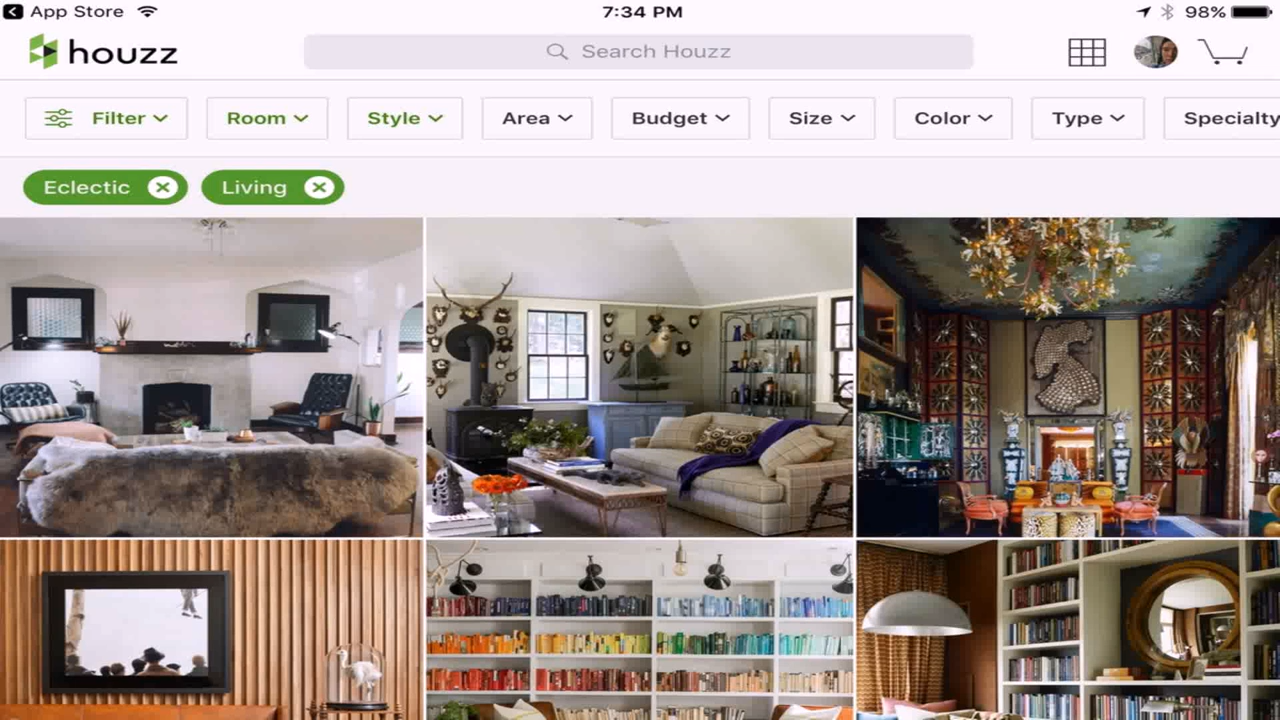 App Store 7:34 PM 98%
houzz Search Houzz
Filter Room Style Area Budget Size Color Type Specialty
Eclectic Living